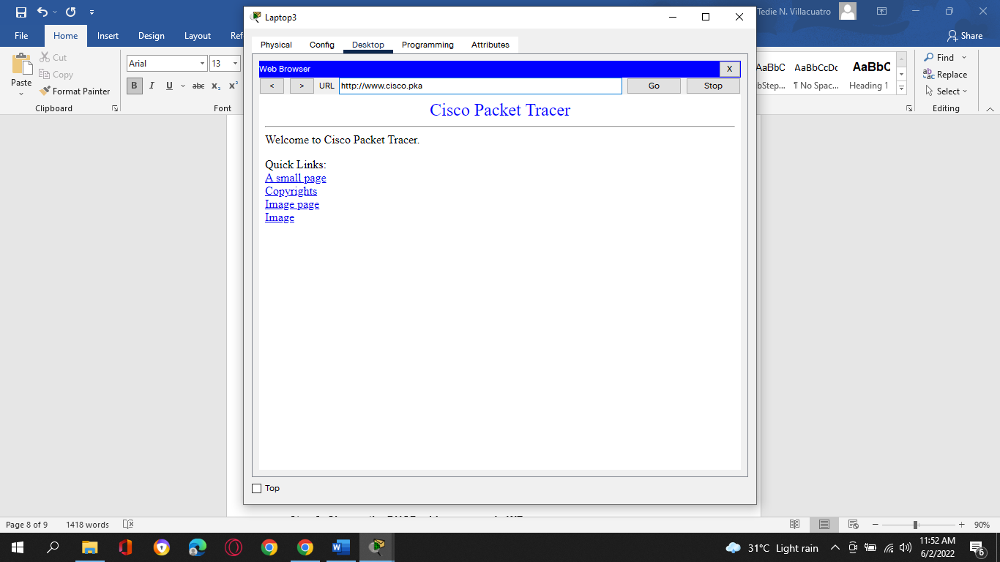 Tedie N. Villacuatro
File Home Insert Design Layout Ref Share
Laptop3
Physical Config Desktop Programming Attributes
Paste
Cut
Copy
Format Painter
Clipboard
Arial 13
B I U abc x₂ x²
Font
Web Browser X
< > URL http://www.cisco.pka Go Stop
Cisco Packet Tracer
Welcome to Cisco Packet Tracer.
Quick Links:
A small page
Copyrights
Image page
Image
Top
AaBbC AaBbCcDc AaBbC
bStep... ¶ No Spac... Heading 1
Find
Replace
Select
Editing
Page 8 of 9 1418 words 90%
31°C Light rain
11:52 AM
6/2/2022
6